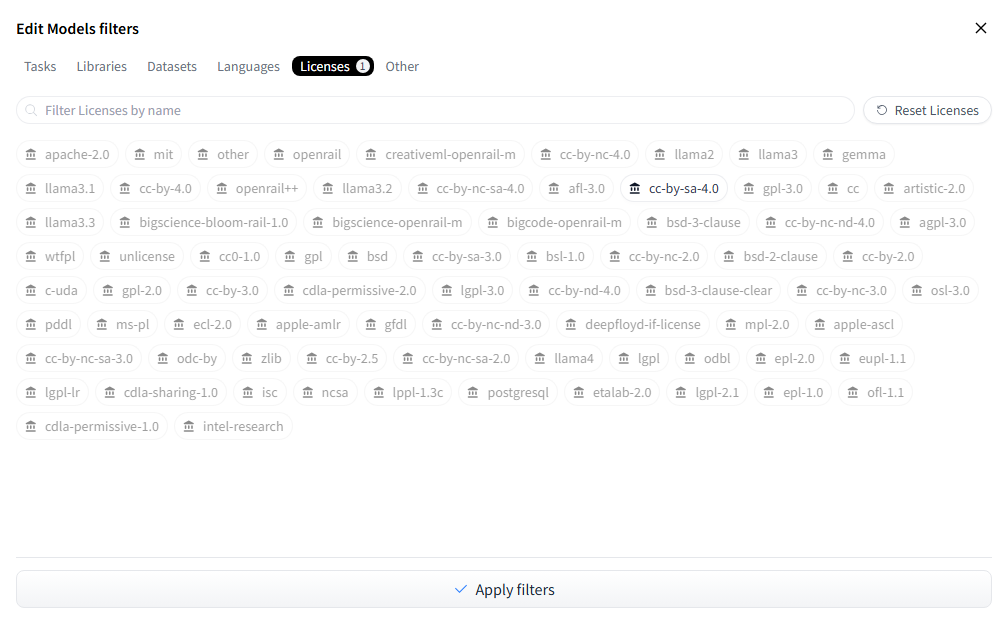 Edit Models filters
Tasks Libraries Datasets Languages Licenses 1 Other
Filter Licenses by name Reset Licenses
apache-2.0 mit other openrail creativeml-openrail-m cc-by-nc-4.0 llama2 llama3 gemma
llama3.1 cc-by-4.0 openrail++ llama3.2 cc-by-nc-sa-4.0 afl-3.0 cc-by-sa-4.0 gpl-3.0 cc artistic-2.0
llama3.3 bigscience-bloom-rail-1.0 bigscience-openrail-m bigcode-openrail-m bsd-3-clause cc-by-nc-nd-4.0 agpl-3.0
wtfpl unlicense cc0-1.0 gpl bsd cc-by-sa-3.0 bsl-1.0 cc-by-nc-2.0 bsd-2-clause cc-by-2.0
c-uda gpl-2.0 cc-by-3.0 cdla-permissive-2.0 lgpl-3.0 cc-by-nd-4.0 bsd-3-clause-clear cc-by-nc-3.0 osl-3.0
pddl ms-pl ecl-2.0 apple-amlr gfdl cc-by-nc-nd-3.0 deepfloyd-if-license mpl-2.0 apple-ascl
cc-by-nc-sa-3.0 odc-by zlib cc-by-2.5 cc-by-nc-sa-2.0 llama4 lgpl odbl epl-2.0 eupl-1.1
lgpl-lr cdla-sharing-1.0 isc ncsa lppl-1.3c postgresql etalab-2.0 lgpl-2.1 epl-1.0 ofl-1.1
cdla-permissive-1.0 intel-research
Apply filters